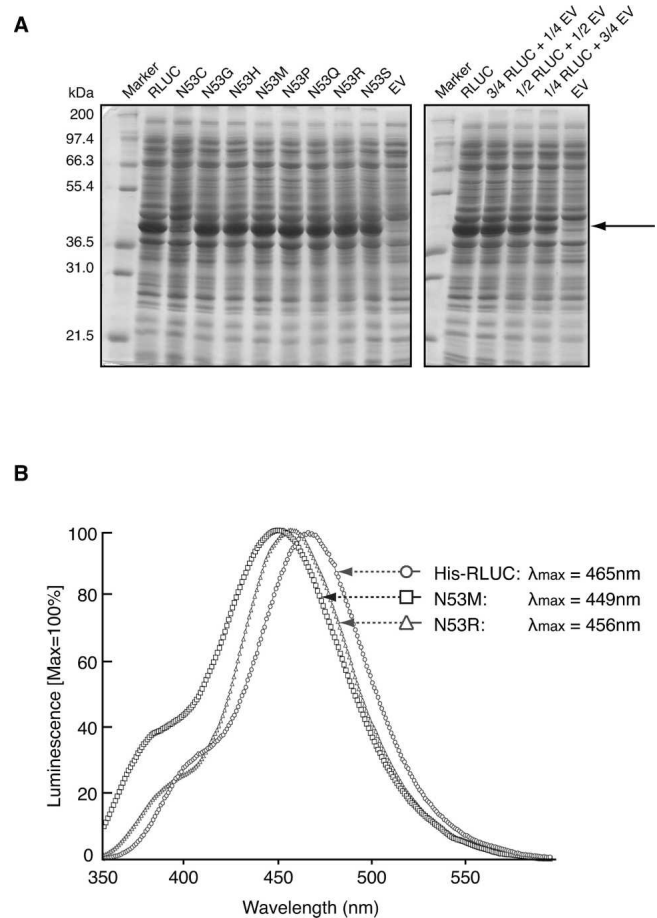 A
kDa
Marker
RLUC
N53C
N53G
N53H
N53M
N53P
N53Q
N53R
N53S
EV
Marker
RLUC
3/4 RLUC + 1/4 EV
1/2 RLUC + 1/2 EV
1/4 RLUC + 3/4 EV
EV
200
97.4
66.3
55.4
36.5
31.0
21.5
B
Luminescence [Max=100%]
100
80
60
40
20
0
His-RLUC: λmax = 465nm
N53M: λmax = 449nm
N53R: λmax = 456nm
350 400 450 500 550
Wavelength (nm)